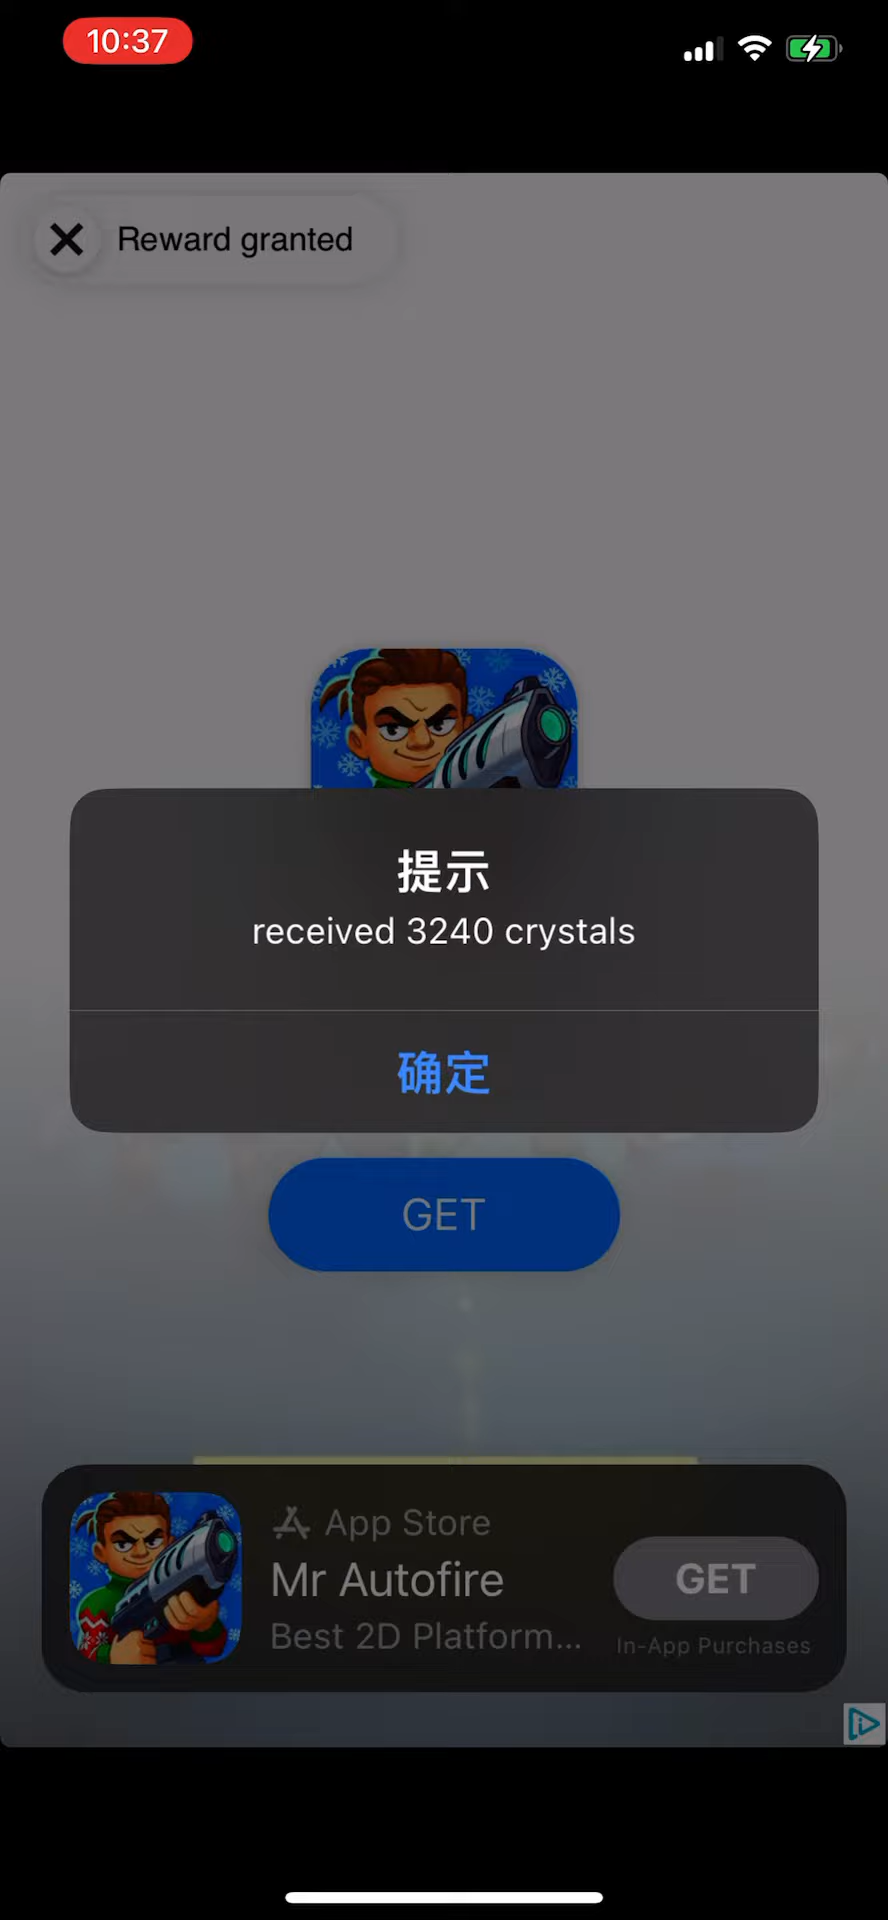 10:37
Reward granted
提示
received 3240 crystals
确定
GET
App Store
Mr Autofire
Best 2D Platform...
GET
In-App Purchases